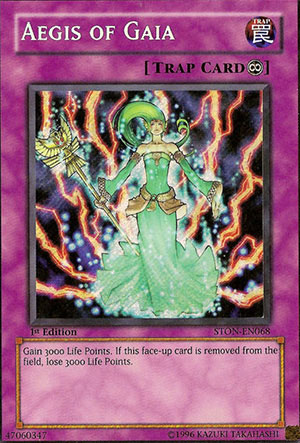 AEGIS OF GAIA
TRAP
罠
[TRAP CARD∞]
1st Edition
STON-EN068
Gain 3000 Life Points. If this face-up card is removed from the
field, lose 3000 Life Points.
47060347
©1996 KAZUKI TAKAHASHI